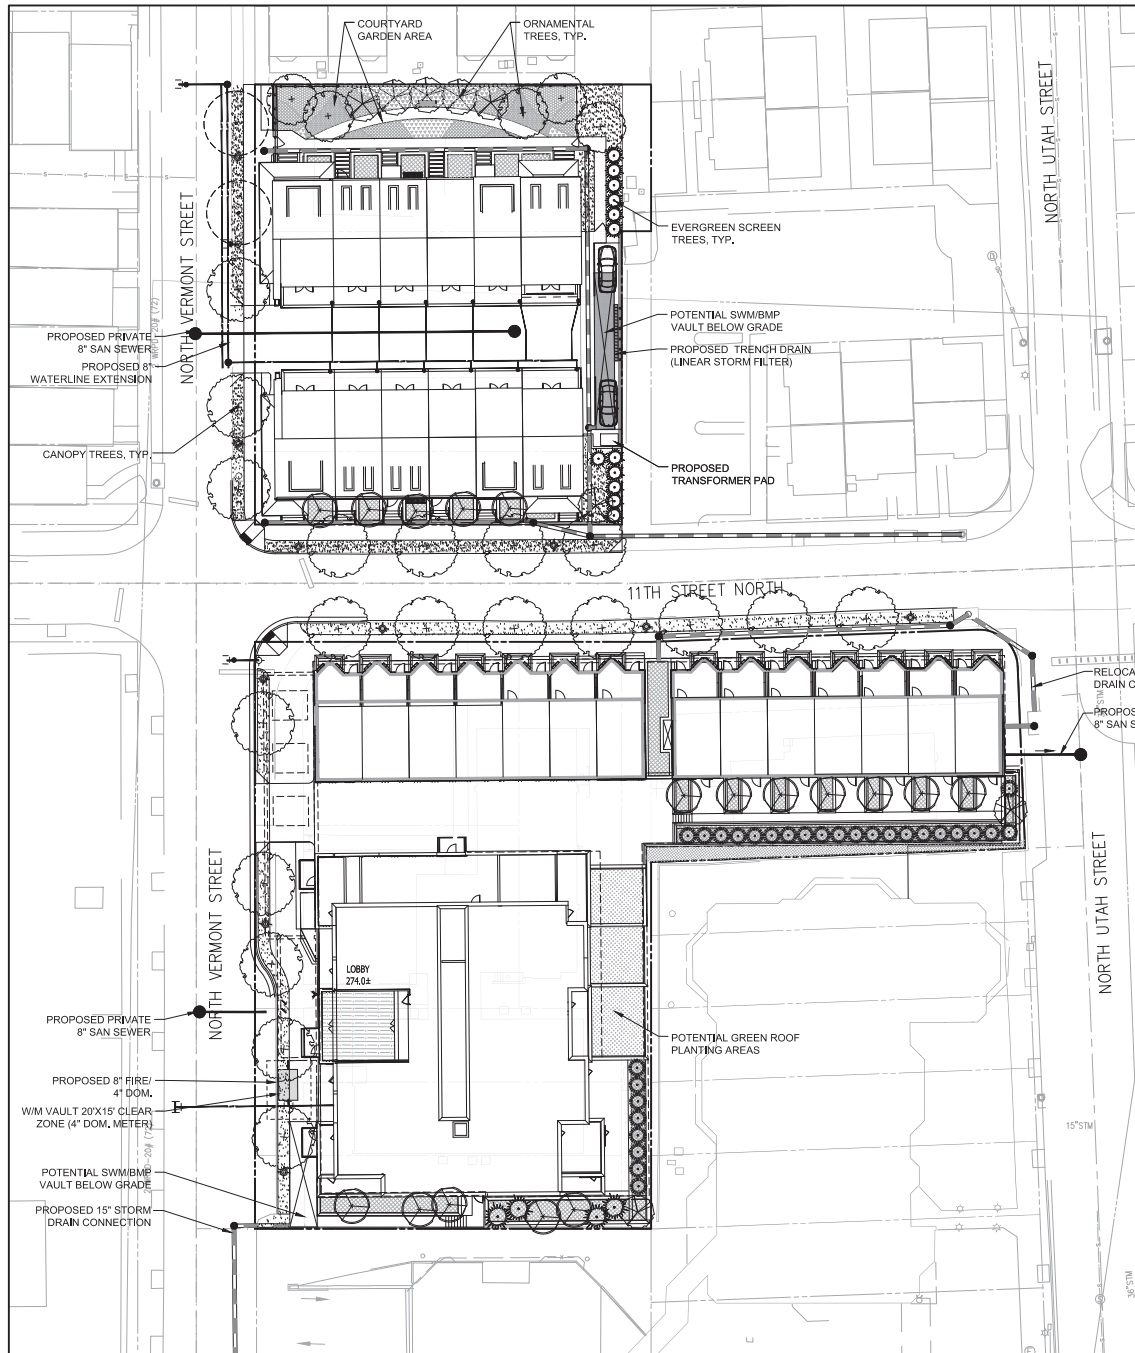 COURTYARD
GARDEN AREA
ORNAMENTAL
TREES, TYP.
NORTH UTAH STREET
NORTH VERMONT STREET
EVERGREEN SCREEN
TREES, TYP.
POTENTIAL SWM/BMP
VAULT BELOW GRADE
PROPOSED TRENCH DRAIN
(LINEAR STORM FILTER)
PROPOSED PRIVATE
8" SAN SEWER
PROPOSED 8"
WATERLINE EXTENSION
CANOPY TREES, TYP.
PROPOSED
TRANSFORMER PAD
11TH STREET NORTH
RELOCA
DRAIN C
PROPOS
8" SAN S
NORTH VERMONT STREET
NORTH UTAH STREET
LOBBY
274.0±
PROPOSED PRIVATE
8" SAN SEWER
POTENTIAL GREEN ROOF
PLANTING AREAS
PROPOSED 8" FIRE/
4" DOM.
W/M VAULT 20'X15' CLEAR
ZONE (4" DOM. METER)
15"STM
POTENTIAL SWM/BMP
VAULT BELOW GRADE
PROPOSED 15" STORM
DRAIN CONNECTION
36"STM